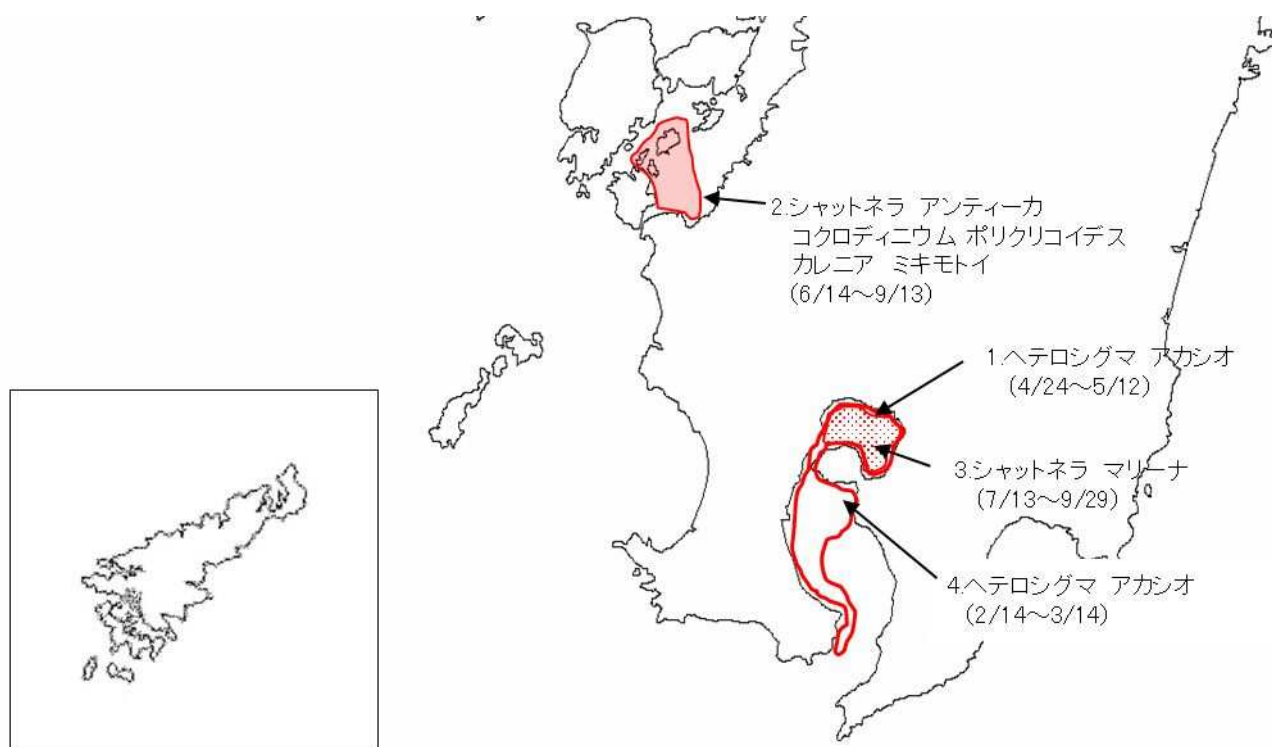 2.シャットネラ アンティーカ
コクロディニウム ポリクリコイデス
カレニア ミキモトイ
(6/14～9/13)
1.ヘテロシグマ アカシオ
(4/24～5/12)
3.シャットネラ マリーナ
(7/13～9/29)
4.ヘテロシグマ アカシオ
(2/14～3/14)